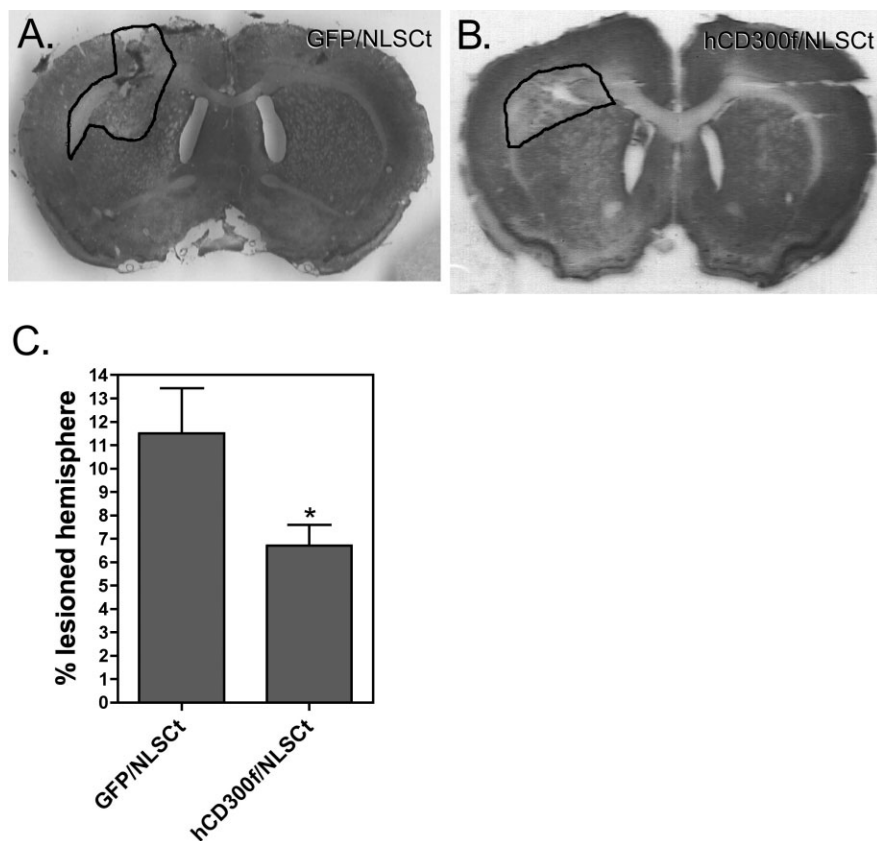 A.
GFP/NLSCt
B.
hCD300f/NLSCt
C.
% lesioned hemisphere
14
13
12
11
10
9
8
7
6
5
4
3
2
1
0
*
GFP/NLSCt
hCD300f/NLSCt